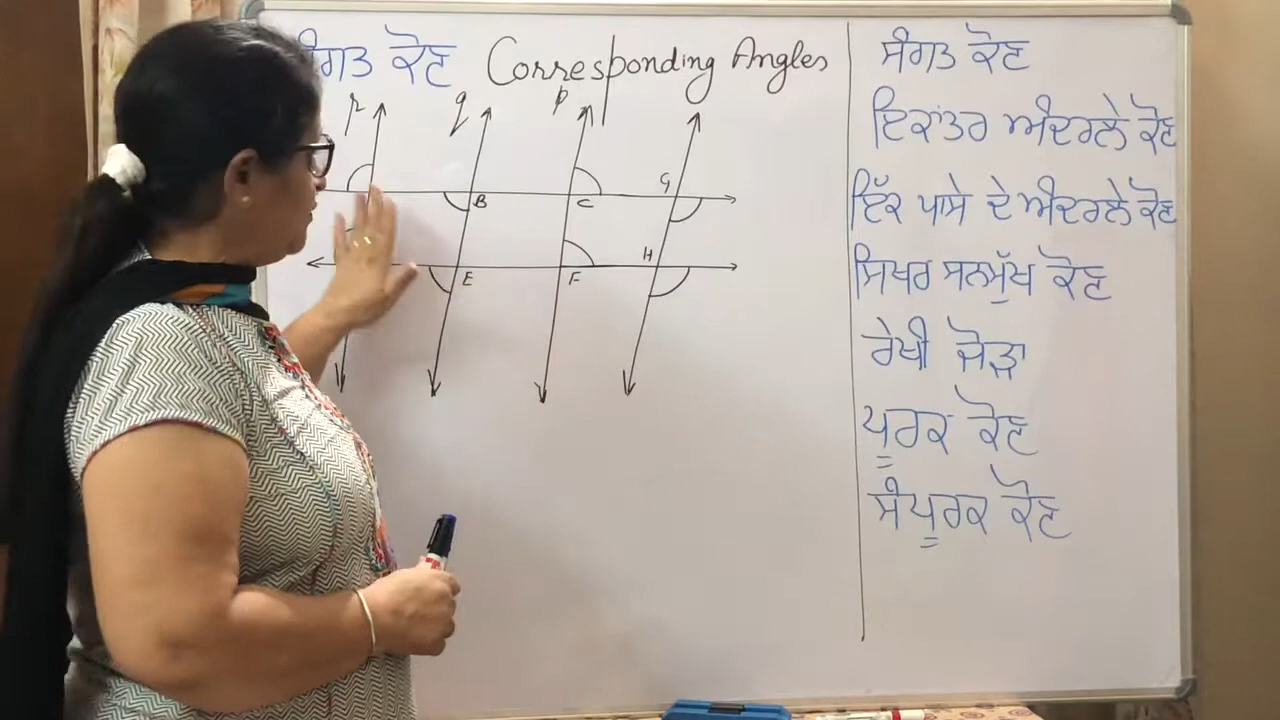 ਸੰਗਤ ਕੋਣ Corresponding Angles
r q p
G
B C
H
E F
ਸੰਗਤ ਕੋਣ
ਇਕਾਂਤਰ ਅੰਦਰਲੇ ਕੋਣ
ਇੱਕ ਪਾਸੇ ਦੇ ਅੰਦਰਲੇ ਕੋਣ
ਸਿਖਰ ਸਨਮੁੱਖ ਕੋਣ
ਰੇਖੀ ਜੋੜਾ
ਪੂਰਕ ਕੋਣ
ਸੰਪੂਰਕ ਕੋਣ